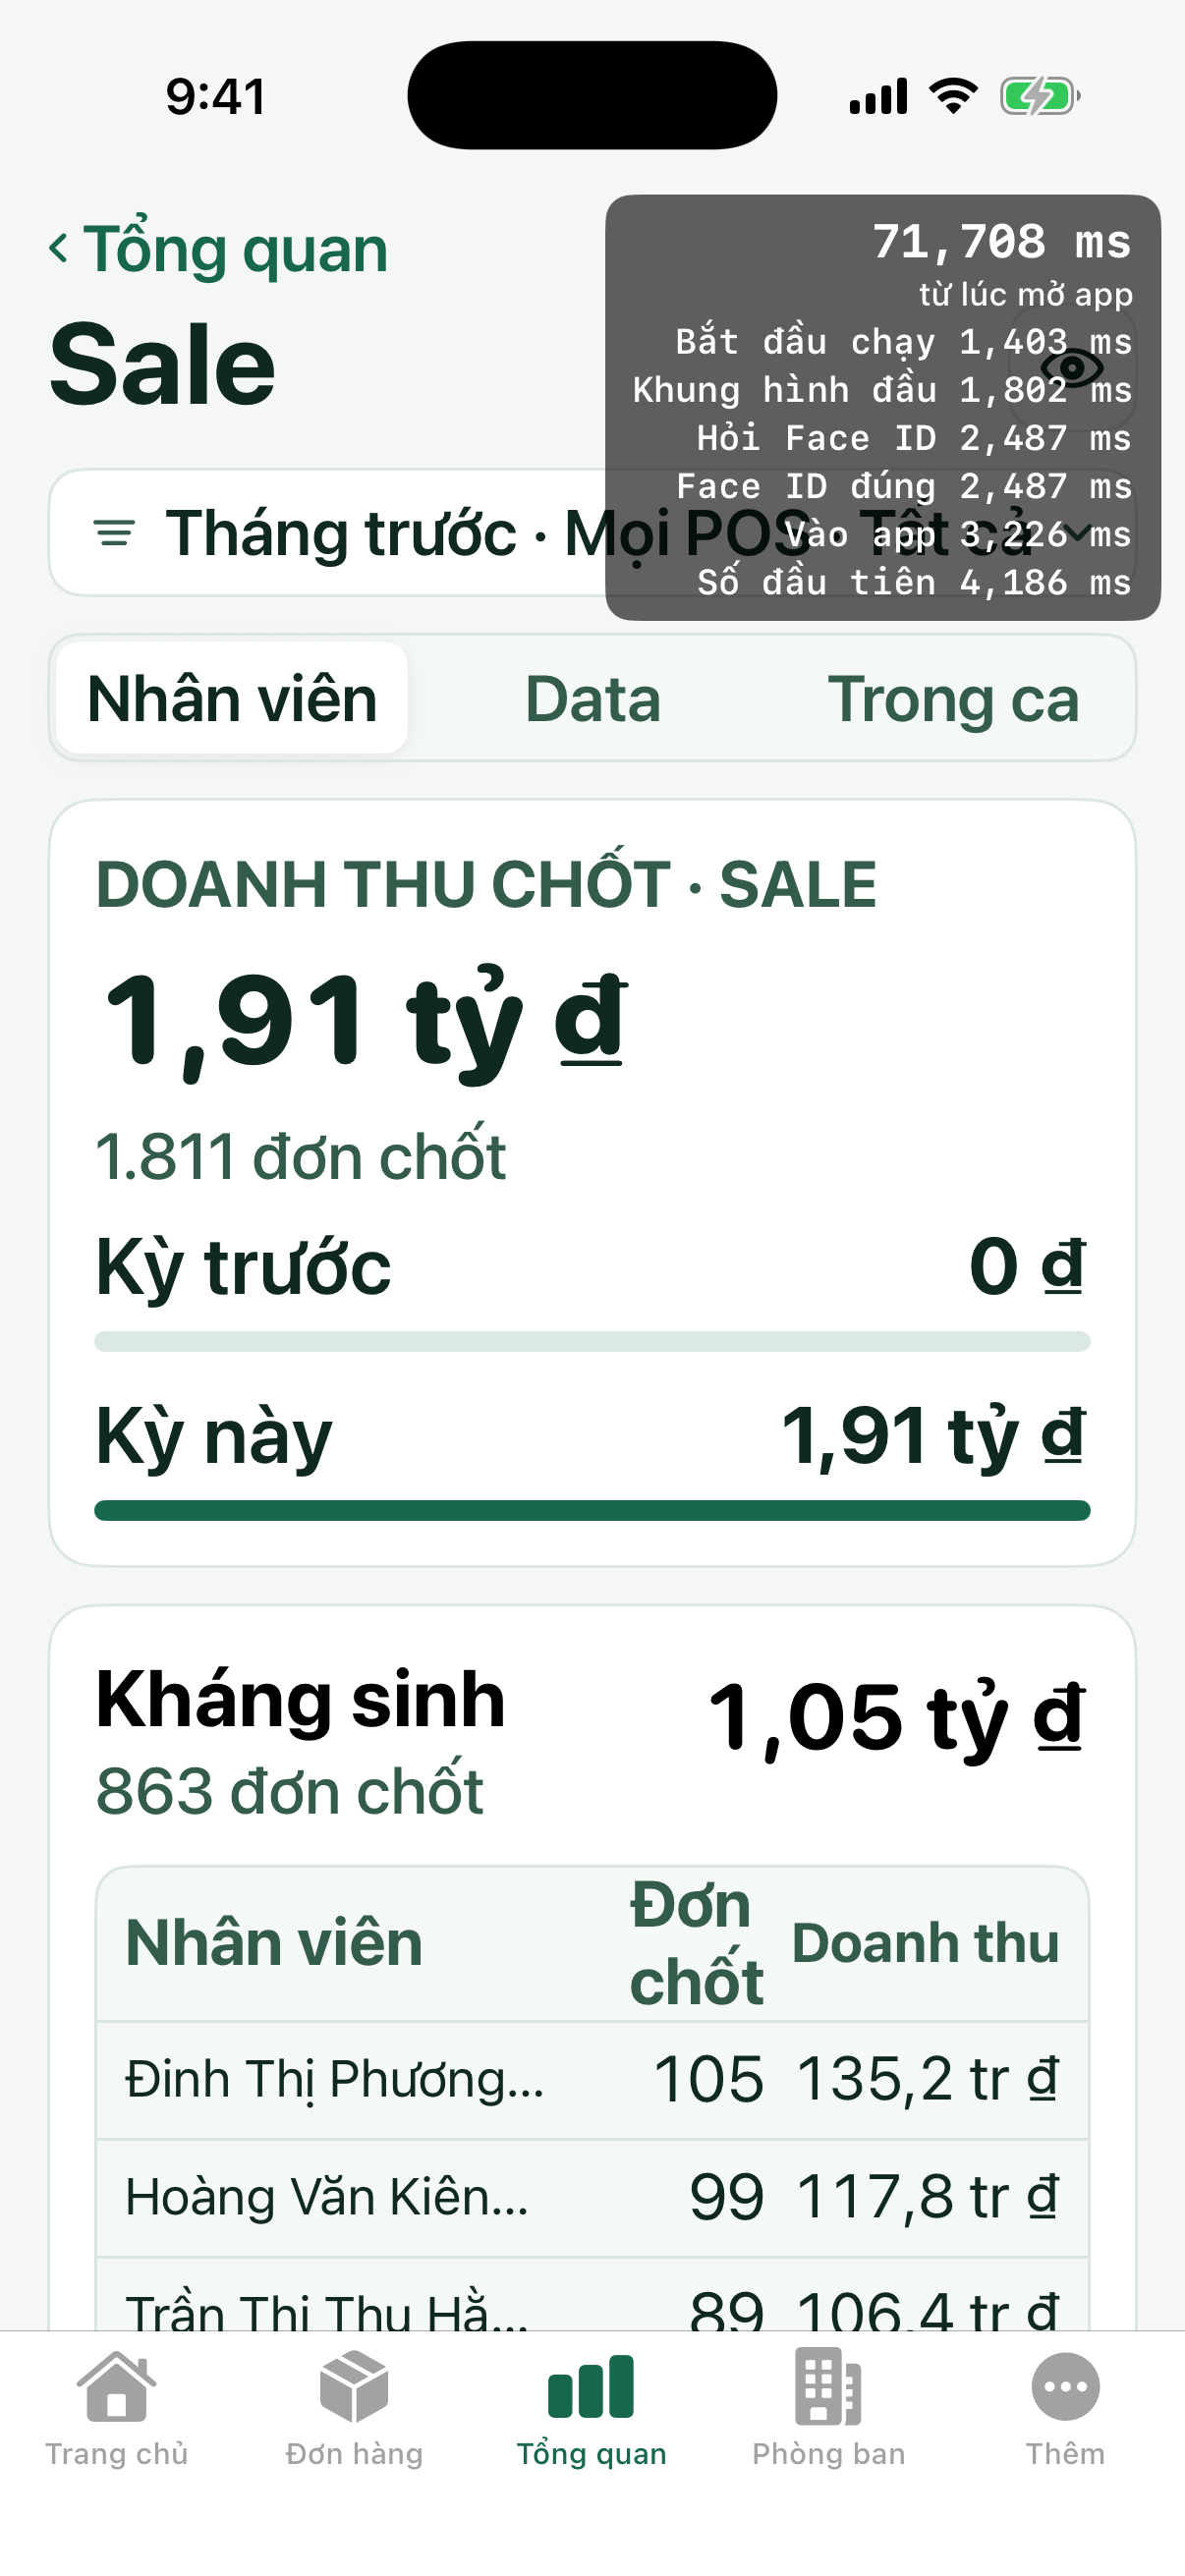 9:41
Tổng quan
71,708 ms
từ lúc mở app
Bắt đầu chạy 1,403 ms
Khung hình đầu 1,802 ms
Hỏi Face ID 2,487 ms
Face ID đúng 2,487 ms
Vào app 3,226 ms
Số đầu tiên 4,186 ms
Sale
Tháng trước · Mọi POS · Tất cả
Nhân viên
Data
Trong ca
DOANH THU CHỐT · SALE
1,91 tỷ ₫
1.811 đơn chốt
Kỳ trước 0 ₫
Kỳ này 1,91 tỷ ₫
Kháng sinh 1,05 tỷ ₫
863 đơn chốt
Nhân viên Đơn chốt Doanh thu
Đinh Thị Phương... 105 135,2 tr ₫
Hoàng Văn Kiên... 99 117,8 tr ₫
Trần Thị Thu Hằ... 89 106,4 tr ₫
Trang chủ
Đơn hàng
Tổng quan
Phòng ban
Thêm